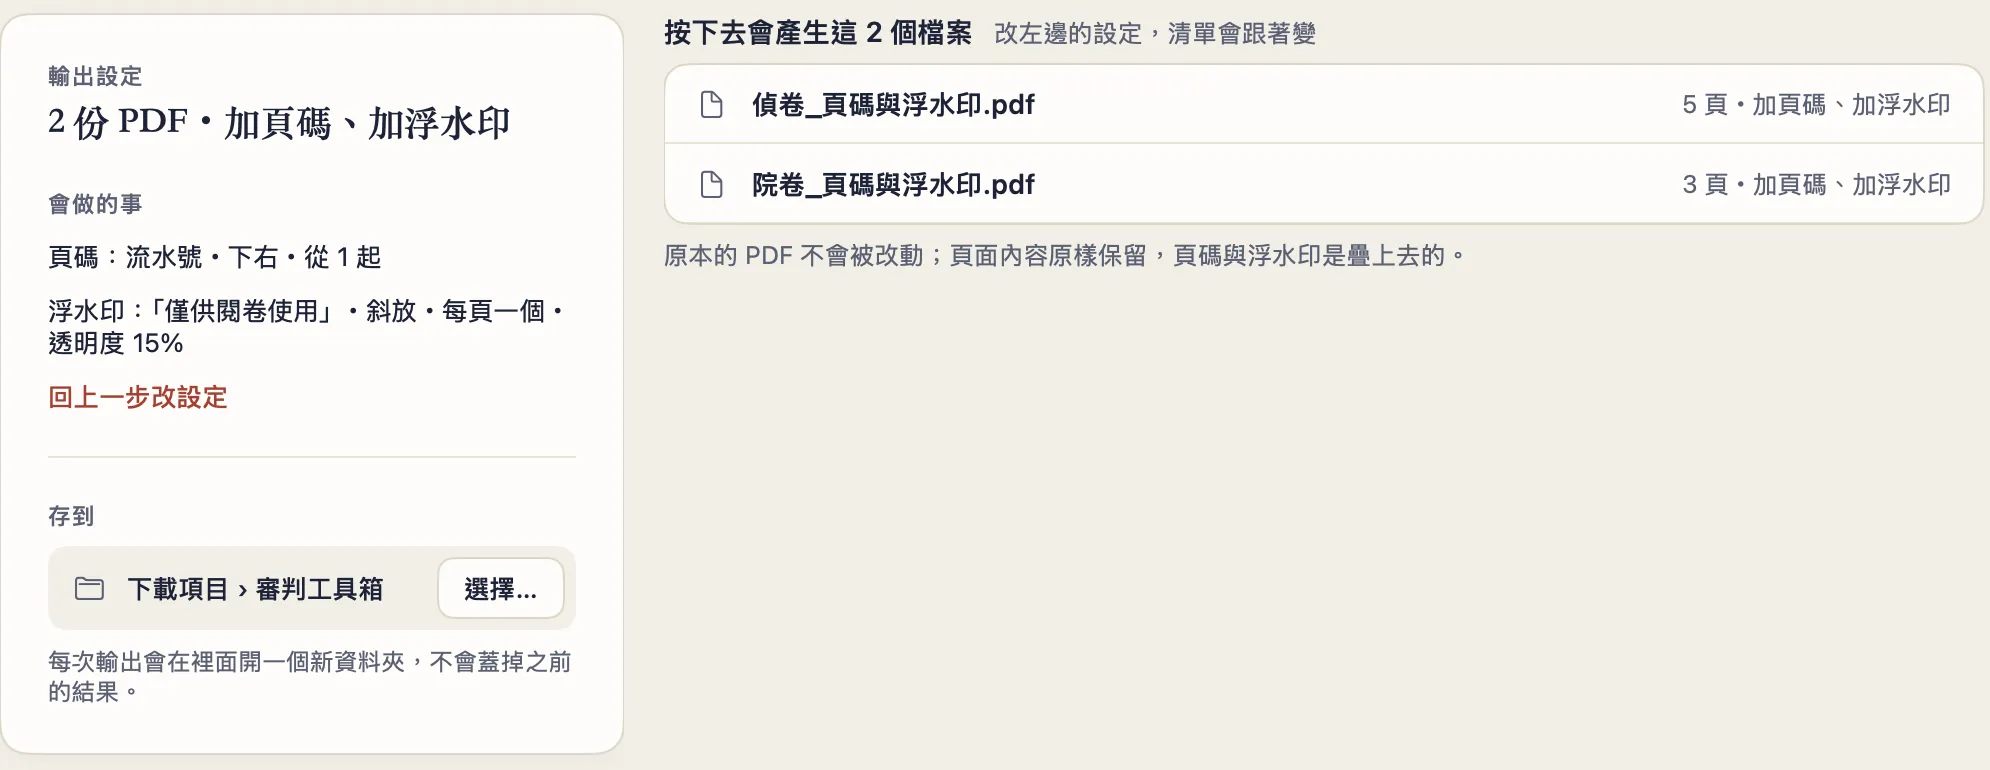 輸出設定
2 份 PDF・加頁碼、加浮水印
會做的事
頁碼：流水號・下右・從 1 起
浮水印：「僅供閱卷使用」・斜放・每頁一個・
透明度 15%
回上一步改設定
存到
下載項目 › 審判工具箱
選擇...
每次輸出會在裡面開一個新資料夾，不會蓋掉之前
的結果。
按下去會產生這 2 個檔案 改左邊的設定，清單會跟著變
偵卷_頁碼與浮水印.pdf 5 頁・加頁碼、加浮水印
院卷_頁碼與浮水印.pdf 3 頁・加頁碼、加浮水印
原本的 PDF 不會被改動；頁面內容原樣保留，頁碼與浮水印是疊上去的。